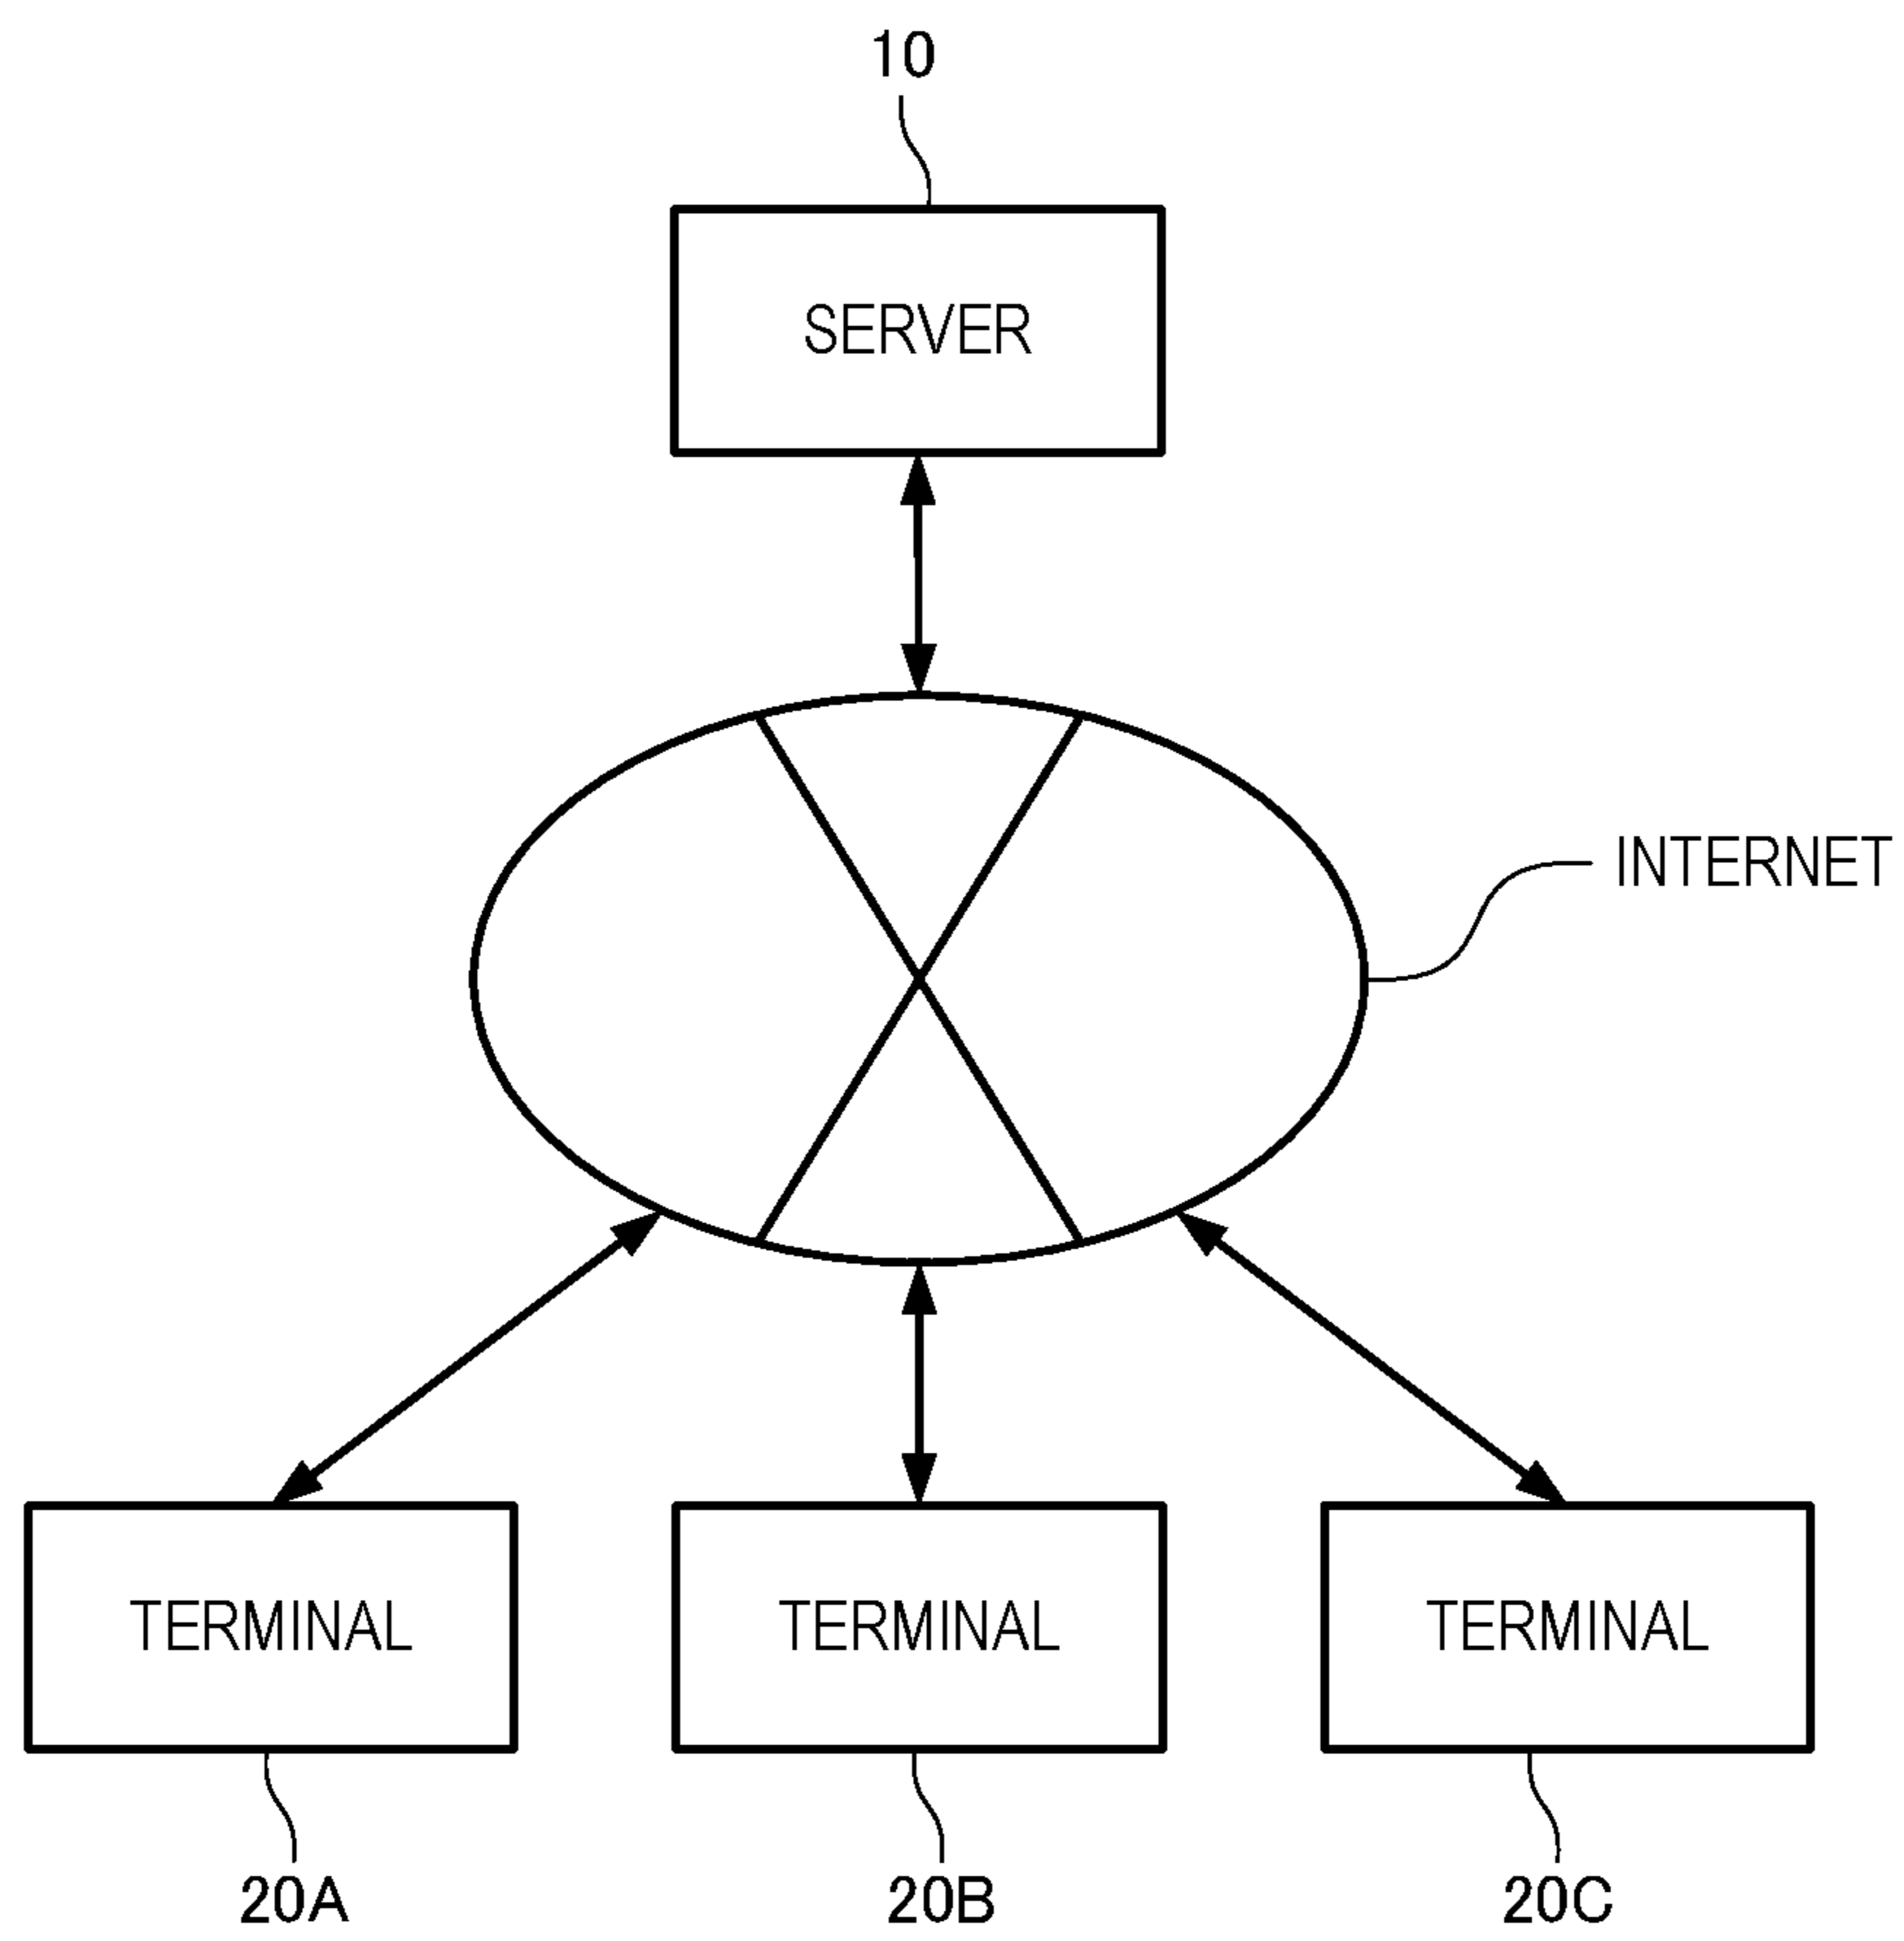 10
SERVER
INTERNET
TERMINAL
TERMINAL
TERMINAL
20A
20B
20C